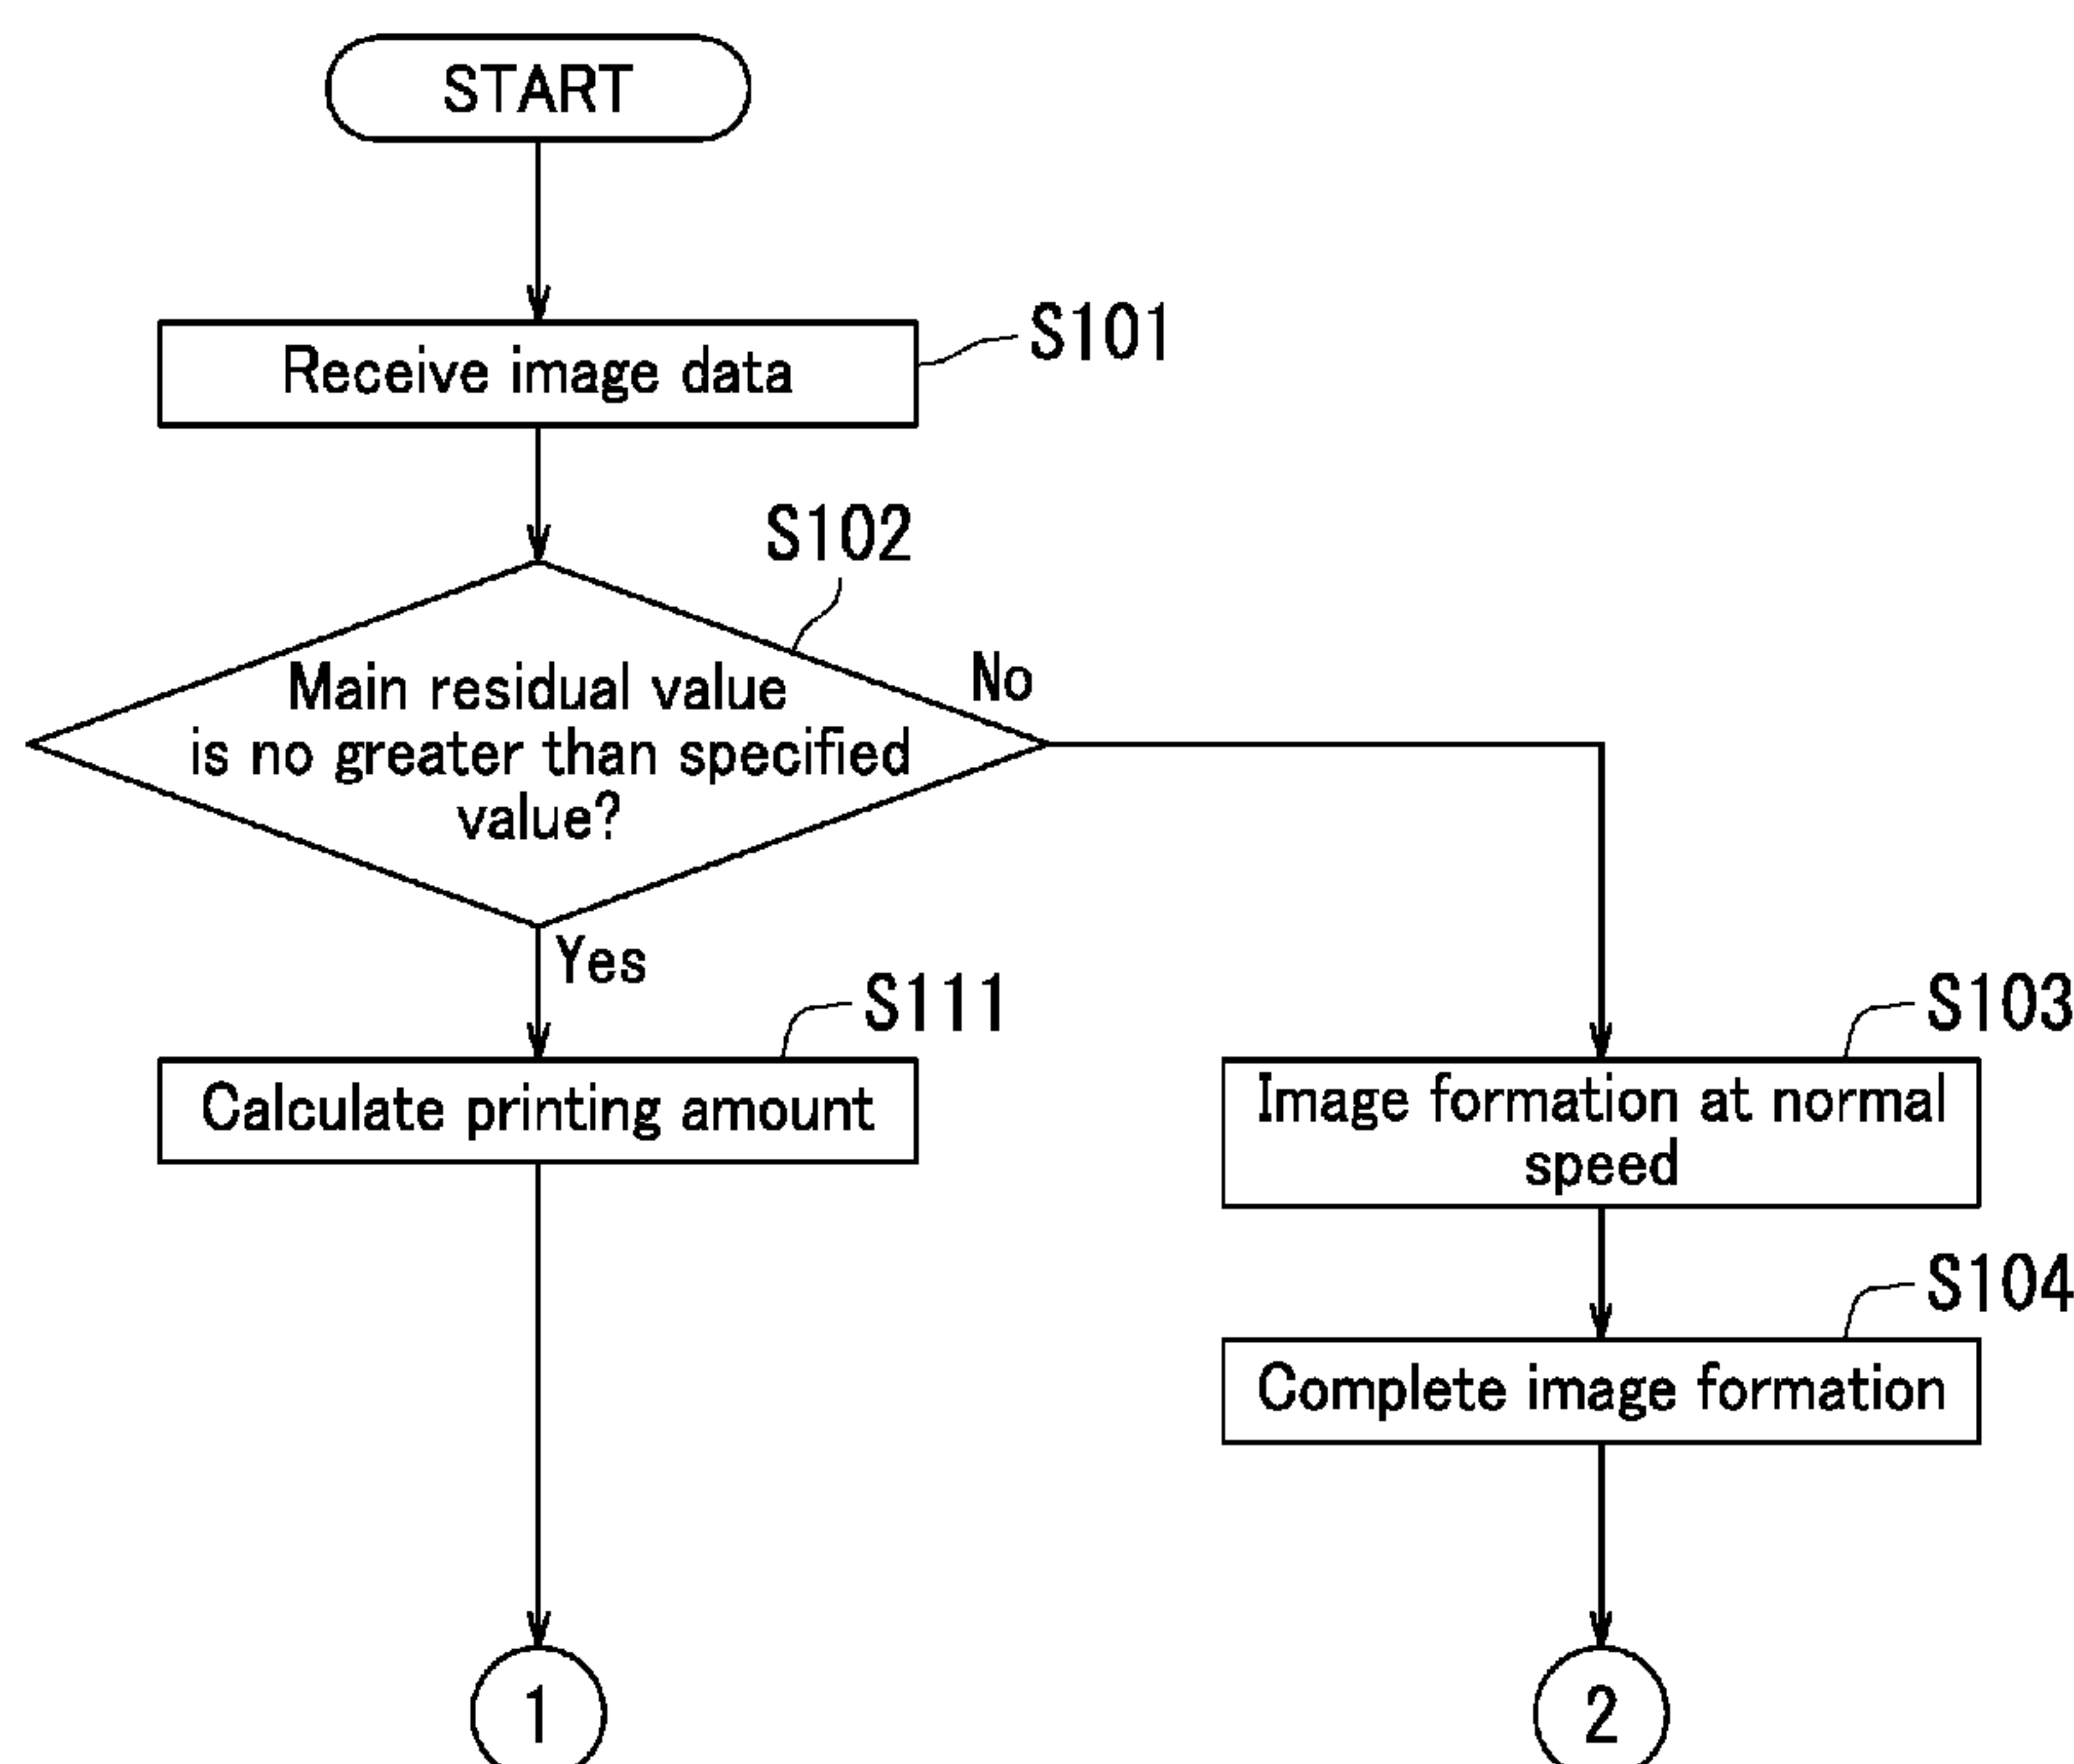 START
Receive image data
S101
S102
Main residual value
is no greater than specified
value?
No
Yes
S111
Calculate printing amount
S103
Image formation at normal
speed
S104
Complete image formation
1
2